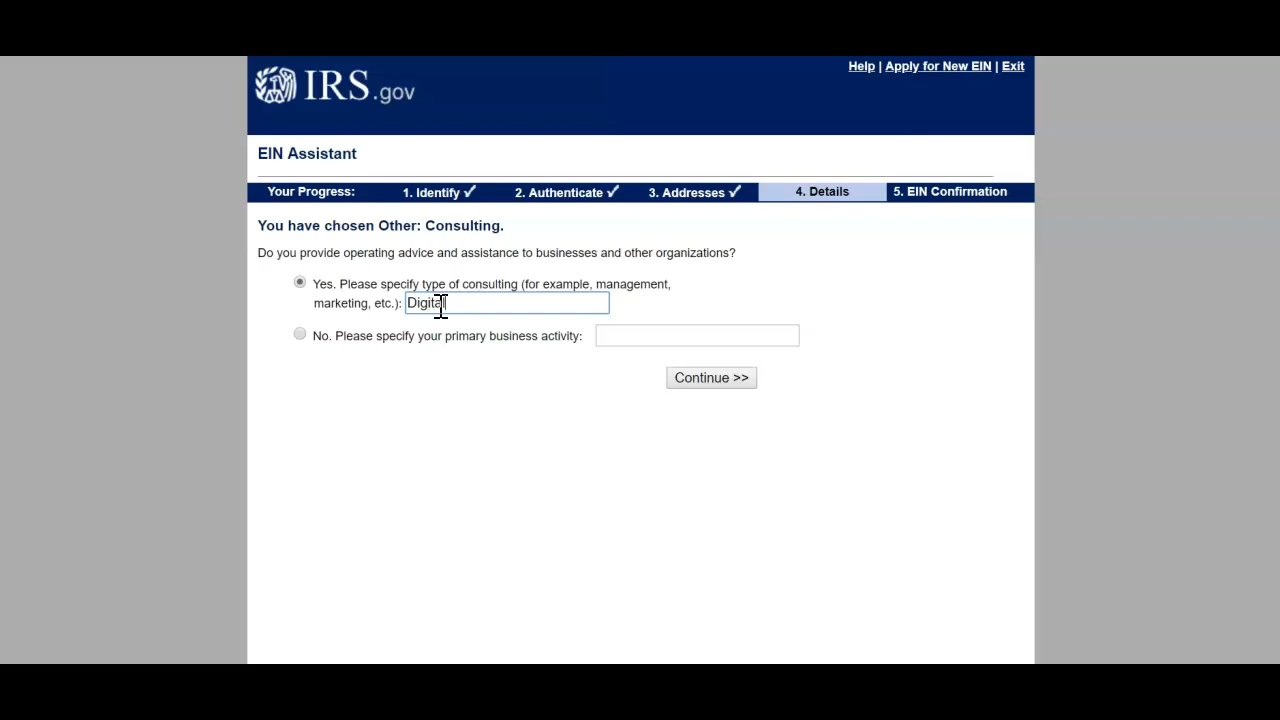 Help | Apply for New EIN | Exit
IRS.gov
EIN Assistant
Your Progress: 1. Identify ✓ 2. Authenticate ✓ 3. Addresses ✓ 4. Details 5. EIN Confirmation
You have chosen Other: Consulting.
Do you provide operating advice and assistance to businesses and other organizations?
Yes. Please specify type of consulting (for example, management,
marketing, etc.): Digital
No. Please specify your primary business activity:
Continue >>